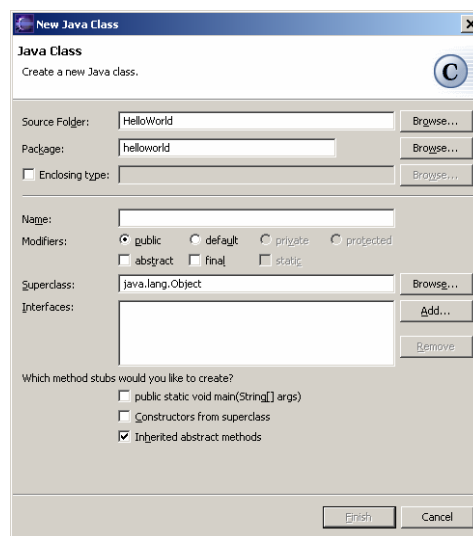 New Java Class
Java Class
Create a new Java class.
C
Source Folder: HelloWorld Browse...
Package: helloworld Browse...
Enclosing type: Browse...
Name:
Modifiers: public default private protected
abstract final static
Superclass: java.lang.Object Browse...
Interfaces: Add...
Remove
Which method stubs would you like to create?
public static void main(String[] args)
Constructors from superclass
Inherited abstract methods
Finish Cancel